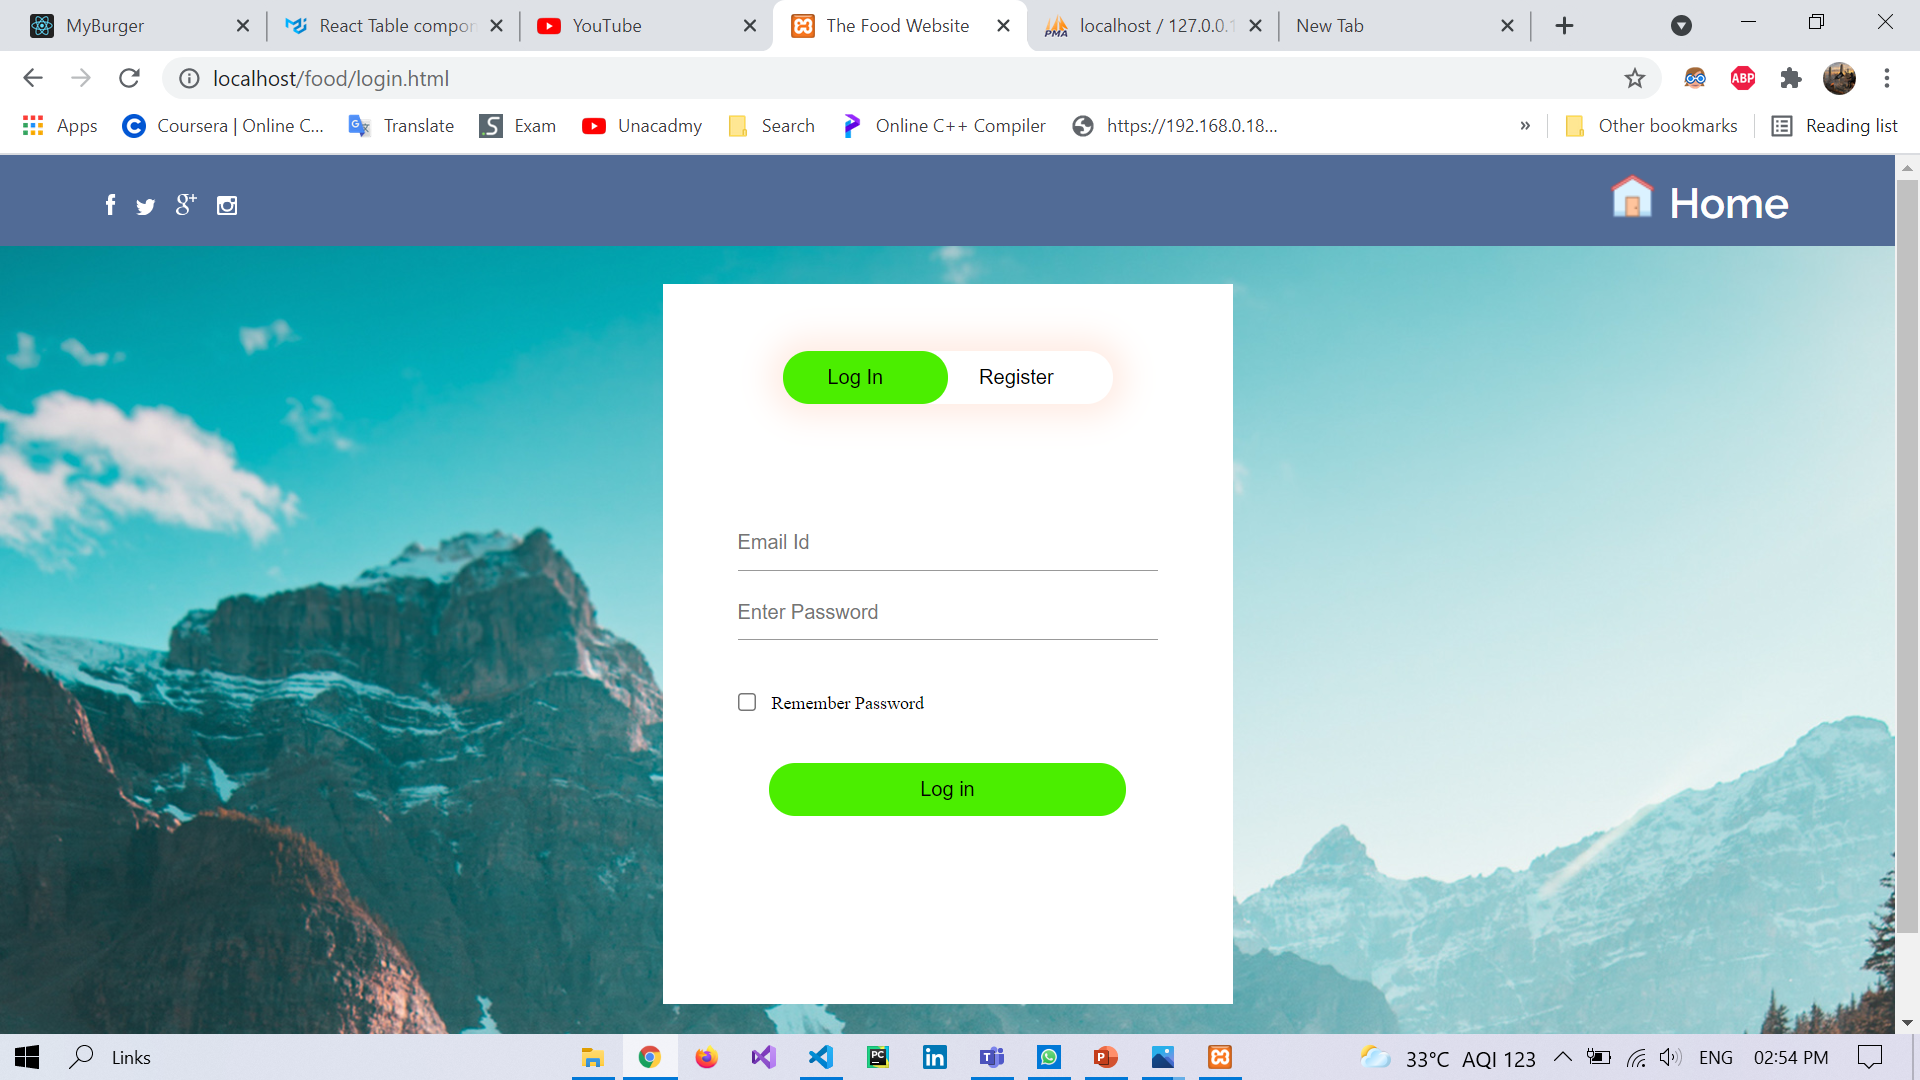 MyBurger
React Table compon
YouTube
The Food Website
localhost / 127.0.0.1
New Tab
localhost/food/login.html
ABP
Apps
Coursera | Online C...
Translate
Exam
Unacadmy
Search
Online C++ Compiler
https://192.168.0.18...
»
Other bookmarks
Reading list
Home
Log In
Register
Email Id
Enter Password
Remember Password
Log in
Links
33°C AQI 123
ENG
02:54 PM